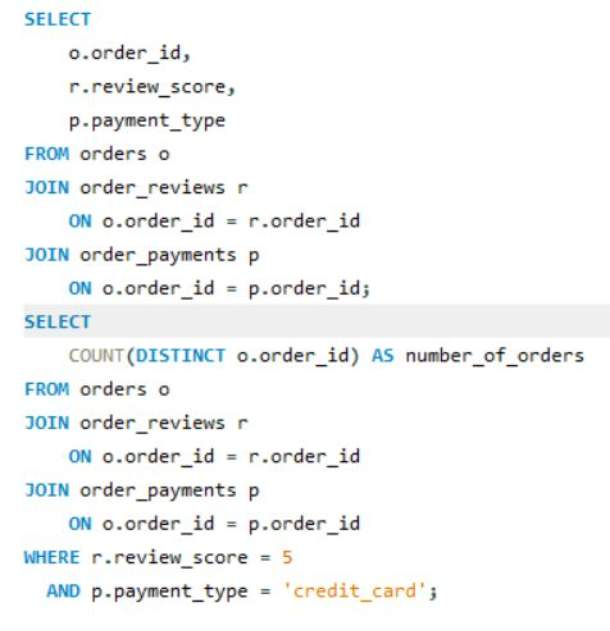 SELECT
    o.order_id,
    r.review_score,
    p.payment_type
FROM orders o
JOIN order_reviews r
    ON o.order_id = r.order_id
JOIN order_payments p
    ON o.order_id = p.order_id;
SELECT
    COUNT(DISTINCT o.order_id) AS number_of_orders
FROM orders o
JOIN order_reviews r
    ON o.order_id = r.order_id
JOIN order_payments p
    ON o.order_id = p.order_id
WHERE r.review_score = 5
  AND p.payment_type = 'credit_card';